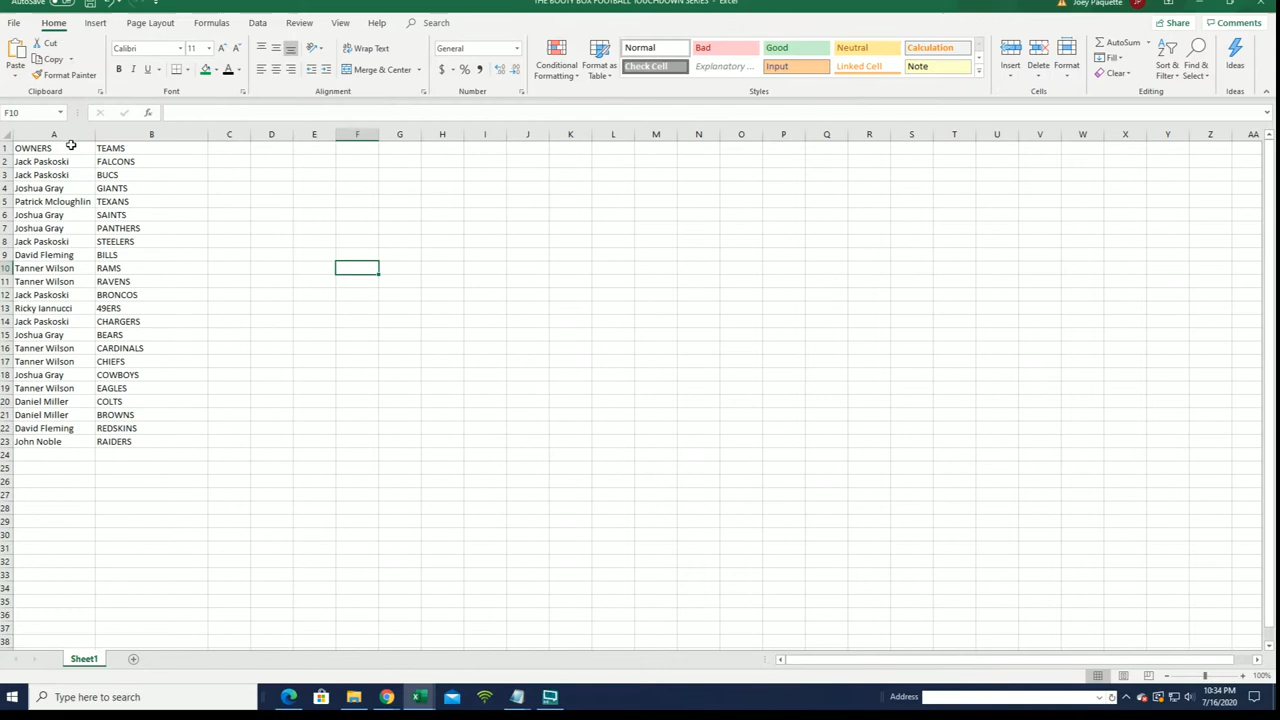 AutoSave Off THE BOOTY BOX FOOTBALL TOUCHDOWN SERIES - Excel Joey Paquette JP
File Home Insert Page Layout Formulas Data Review View Help Search Share Comments
Paste Cut Calibri 11 Wrap Text General Normal Bad Good Neutral Calculation AutoSum
Copy Format Painter Merge & Center Conditional Formatting Format as Table Check Cell Explanatory ... Input Linked Cell Note Insert Delete Format Fill Clear Sort & Filter Find & Select Ideas
Clipboard Font Alignment Number Styles Cells Editing Ideas
F10
A B C D E F G H I J K L M N O P Q R S T U V W X Y Z AA
1 OWNERS TEAMS
2 Jack Paskoski FALCONS
3 Jack Paskoski BUCS
4 Joshua Gray GIANTS
5 Patrick Mcloughlin TEXANS
6 Joshua Gray SAINTS
7 Joshua Gray PANTHERS
8 Jack Paskoski STEELERS
9 David Fleming BILLS
10 Tanner Wilson RAMS
11 Tanner Wilson RAVENS
12 Jack Paskoski BRONCOS
13 Ricky Iannucci 49ERS
14 Jack Paskoski CHARGERS
15 Joshua Gray BEARS
16 Tanner Wilson CARDINALS
17 Tanner Wilson CHIEFS
18 Joshua Gray COWBOYS
19 Tanner Wilson EAGLES
20 Daniel Miller COLTS
21 Daniel Miller BROWNS
22 David Fleming REDSKINS
23 John Noble RAIDERS
24
25
26
27
28
29
30
31
32
33
34
35
36
37
38
Sheet1
100%
Type here to search Address 10:34 PM
7/16/2020